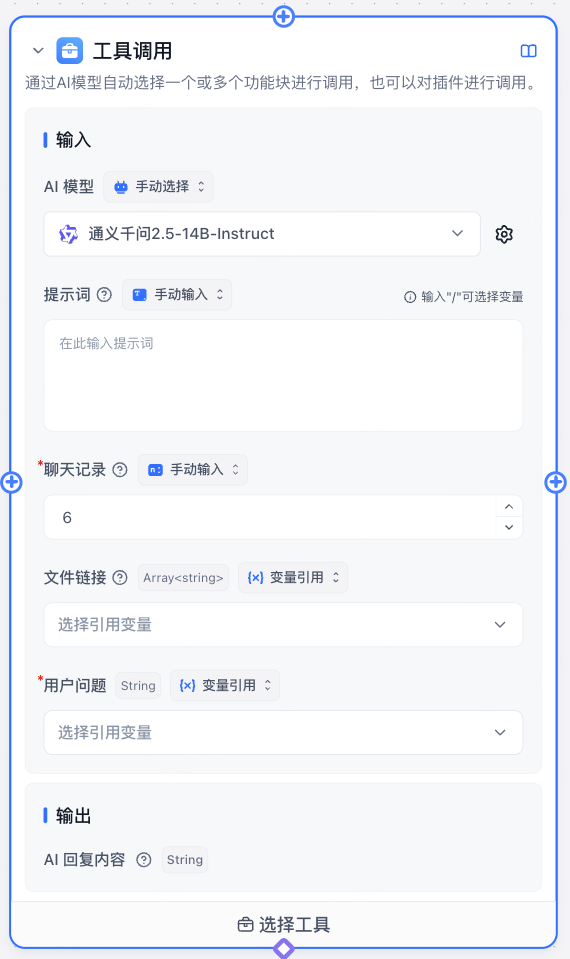 工具调用
通过AI模型自动选择一个或多个功能块进行调用，也可以对插件进行调用。
输入
AI 模型 手动选择
通义千问2.5-14B-Instruct
提示词 手动输入 输入"/"可选择变量
在此输入提示词
*聊天记录 手动输入
6
文件链接 Array<string> 变量引用
选择引用变量
*用户问题 String 变量引用
选择引用变量
输出
AI 回复内容 String
选择工具